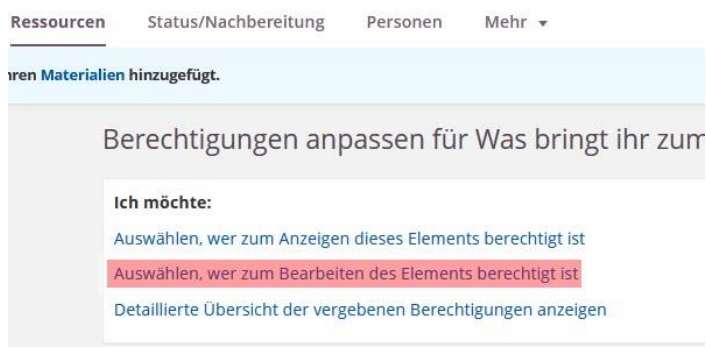 Ressourcen Status/Nachbereitung Personen Mehr
hren Materialien hinzugefügt.
Berechtigungen anpassen für Was bringt ihr zum
Ich möchte:
Auswählen, wer zum Anzeigen dieses Elements berechtigt ist
Auswählen, wer zum Bearbeiten des Elements berechtigt ist
Detaillierte Übersicht der vergebenen Berechtigungen anzeigen